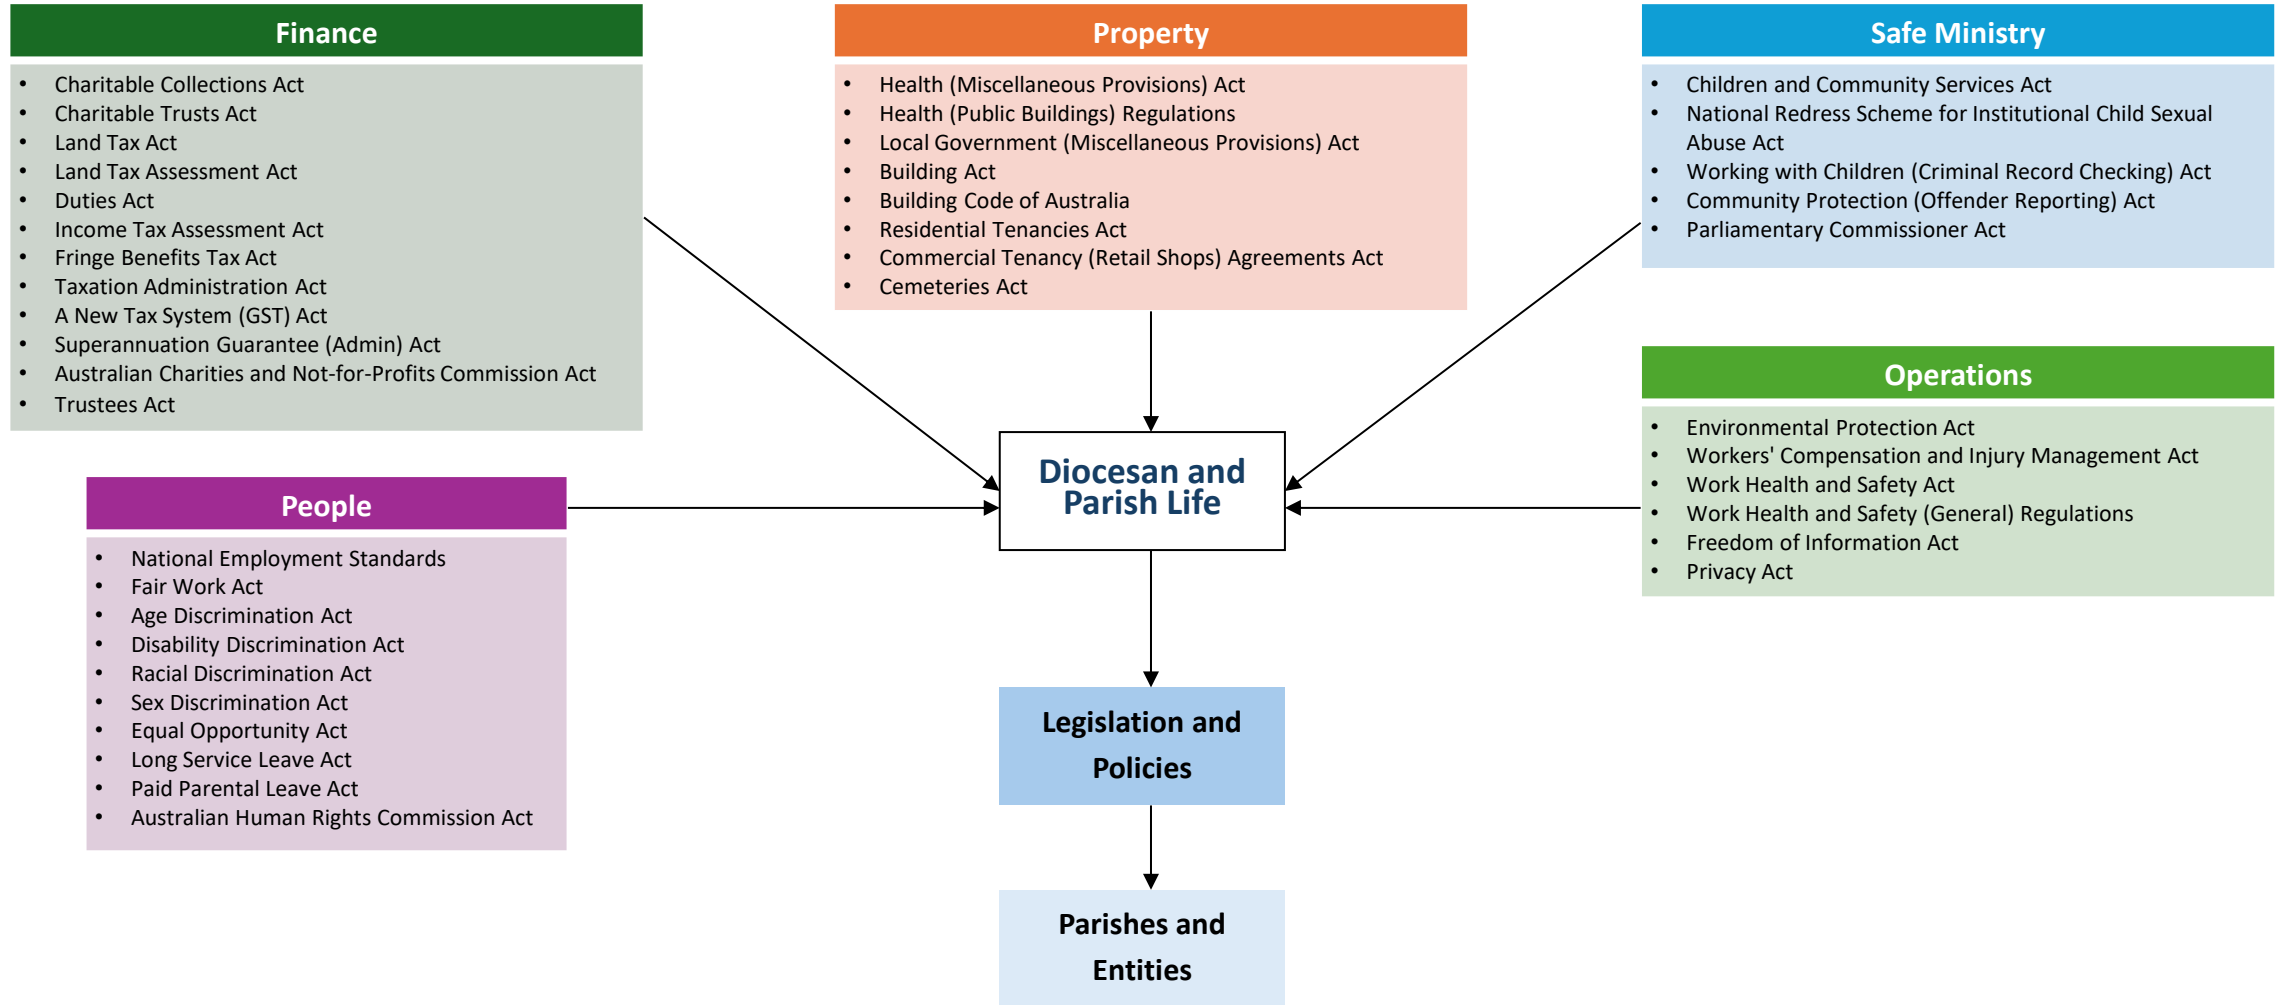 Finance
• Charitable Collections Act
• Charitable Trusts Act
• Land Tax Act
• Land Tax Assessment Act
• Duties Act
• Income Tax Assessment Act
• Fringe Benefits Tax Act
• Taxation Administration Act
• A New Tax System (GST) Act
• Superannuation Guarantee (Admin) Act
• Australian Charities and Not-for-Profits Commission Act
• Trustees Act
Property
• Health (Miscellaneous Provisions) Act
• Health (Public Buildings) Regulations
• Local Government (Miscellaneous Provisions) Act
• Building Act
• Building Code of Australia
• Residential Tenancies Act
• Commercial Tenancy (Retail Shops) Agreements Act
• Cemeteries Act
Safe Ministry
• Children and Community Services Act
• National Redress Scheme for Institutional Child Sexual
Abuse Act
• Working with Children (Criminal Record Checking) Act
• Community Protection (Offender Reporting) Act
• Parliamentary Commissioner Act
Operations
• Environmental Protection Act
• Workers' Compensation and Injury Management Act
• Work Health and Safety Act
• Work Health and Safety (General) Regulations
• Freedom of Information Act
• Privacy Act
People
• National Employment Standards
• Fair Work Act
• Age Discrimination Act
• Disability Discrimination Act
• Racial Discrimination Act
• Sex Discrimination Act
• Equal Opportunity Act
• Long Service Leave Act
• Paid Parental Leave Act
• Australian Human Rights Commission Act
Diocesan and
Parish Life
Legislation and
Policies
Parishes and
Entities